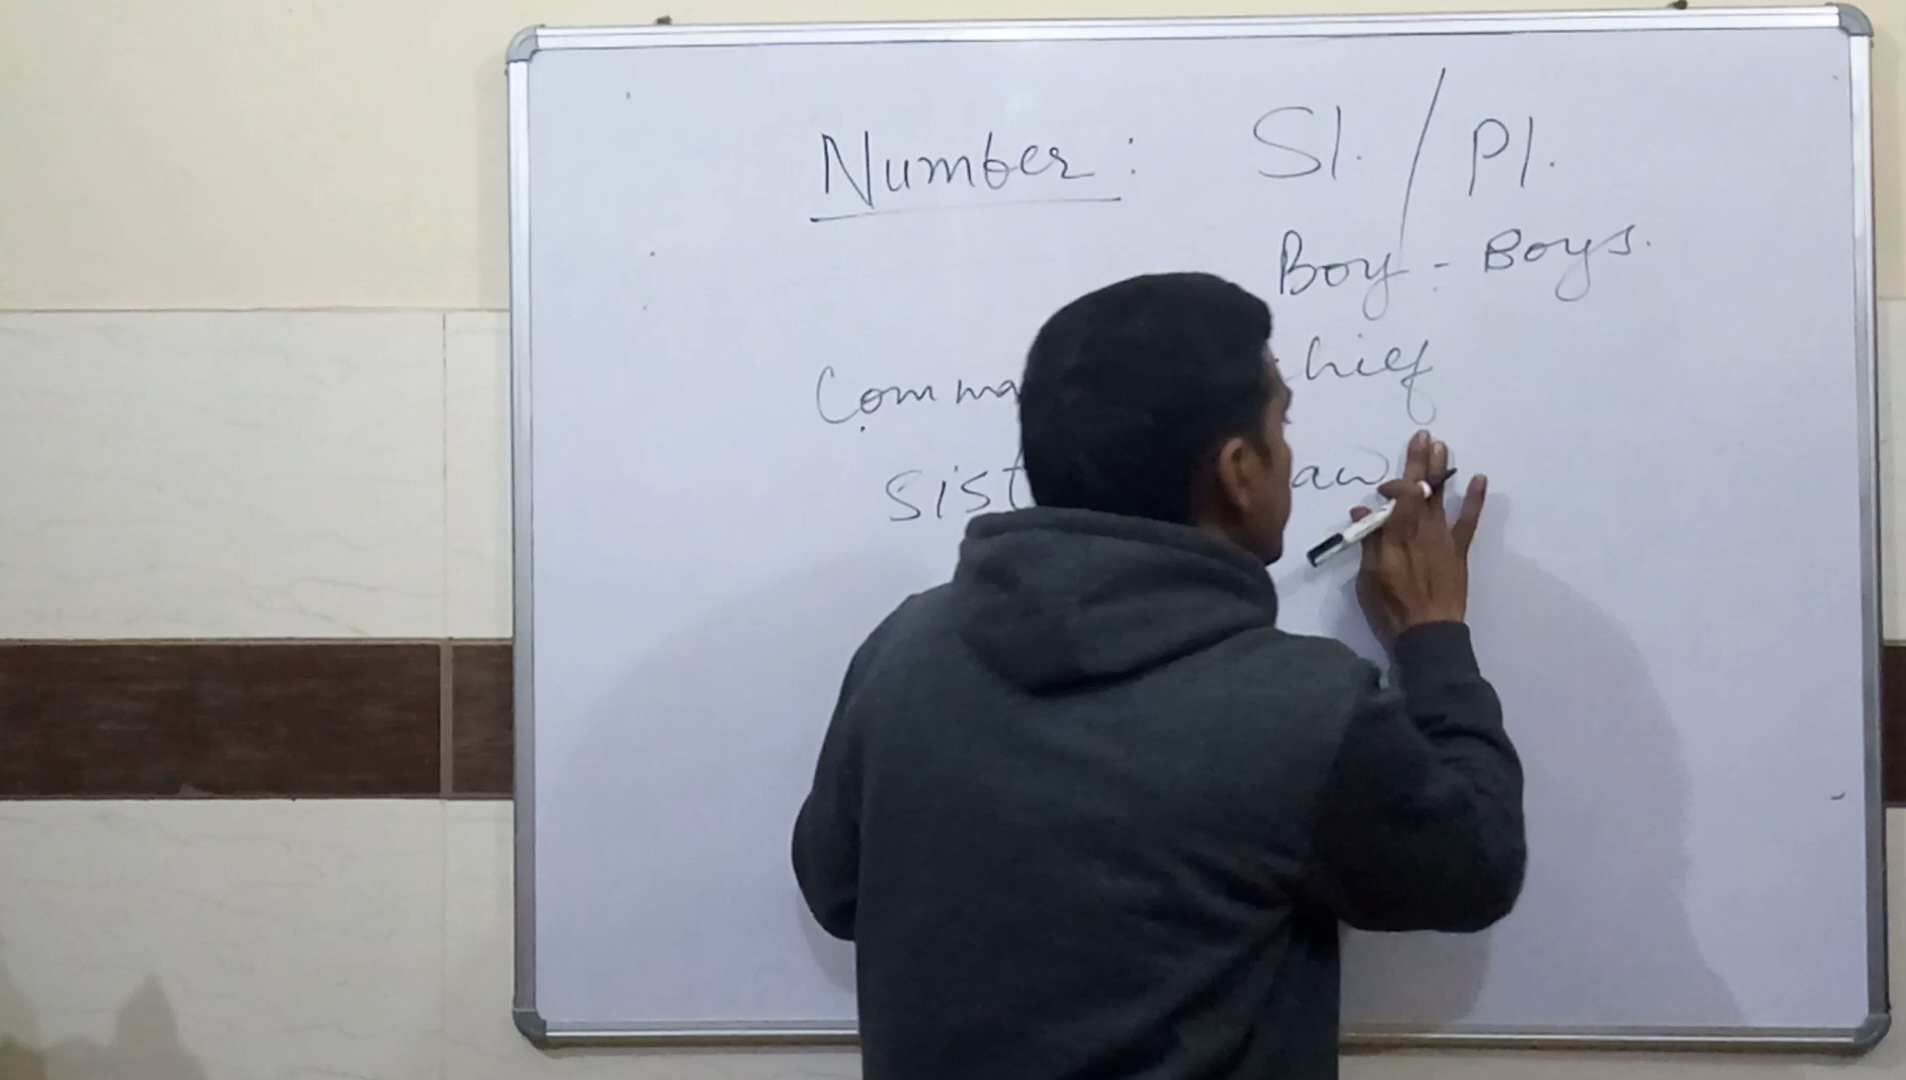 Number : Sl. / Pl.
Boy - Boys.
Comma hief
Sist aw